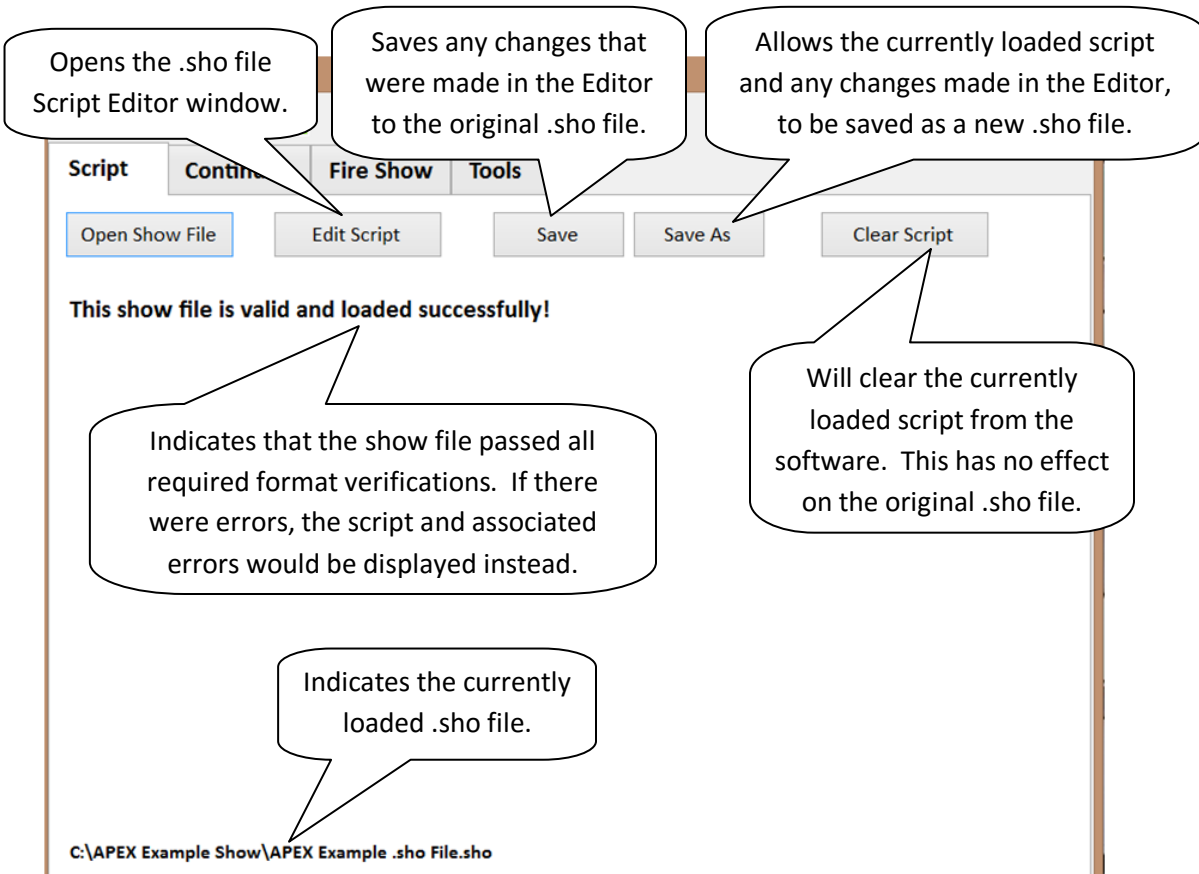 Opens the .sho file
Script Editor window.
Saves any changes that
were made in the Editor
to the original .sho file.
Allows the currently loaded script
and any changes made in the Editor,
to be saved as a new .sho file.
Script
Fire Show
Tools
Open Show File
Edit Script
Save
Save As
Clear Script
This show file is valid and loaded successfully!
Will clear the currently
loaded script from the
software.  This has no effect
on the original .sho file.
Indicates that the show file passed all
required format verifications.  If there
were errors, the script and associated
errors would be displayed instead.
Indicates the currently
loaded .sho file.
C:\APEX Example Show\APEX Example .sho File.sho